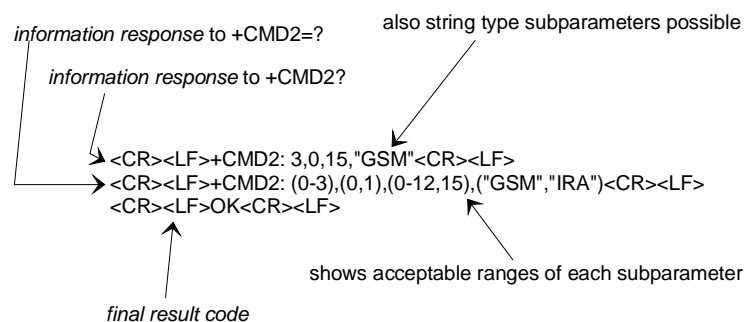 information response to +CMD2=?
also string type subparameters possible
information response to +CMD2?
<CR><LF>+CMD2: 3,0,15,"GSM"<CR><LF>
<CR><LF>+CMD2: (0-3),(0,1),(0-12,15),("GSM","IRA")<CR><LF>
<CR><LF>OK<CR><LF>
shows acceptable ranges of each subparameter
final result code